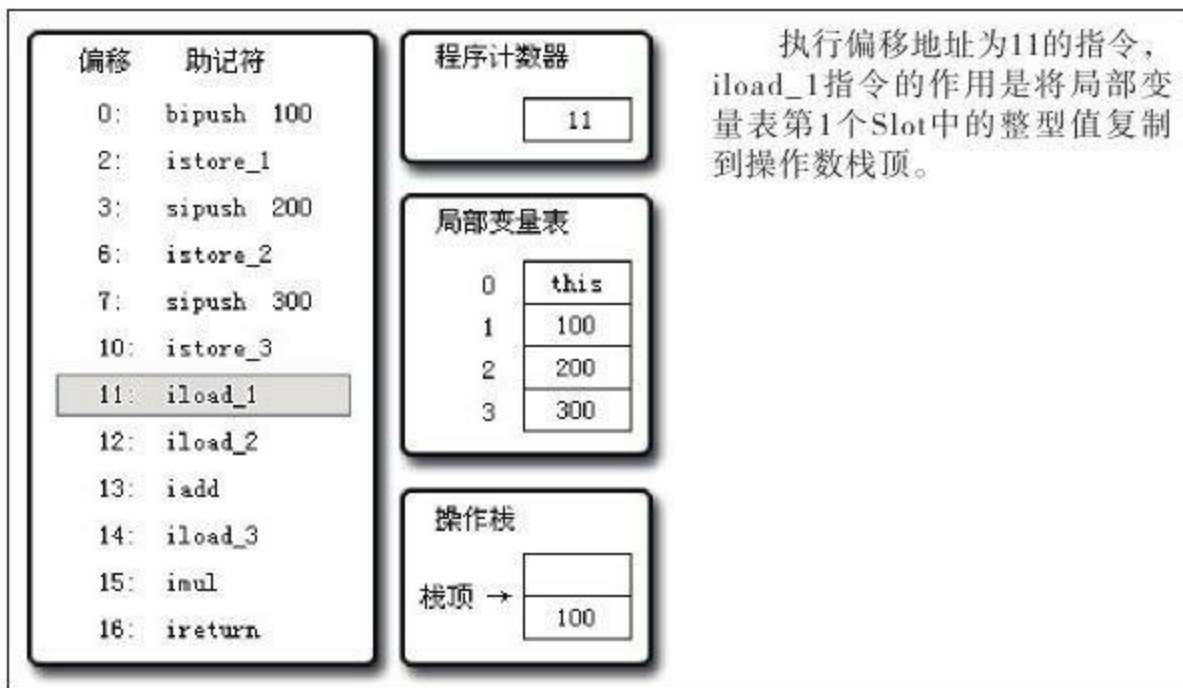 偏移 助记符
0: bipush 100
2: istore_1
3: sipush 200
6: istore_2
7: sipush 300
10: istore_3
11: iload_1
12: iload_2
13: iadd
14: iload_3
15: imul
16: ireturn
程序计数器
11
局部变量表
0 this
1 100
2 200
3 300
操作栈
栈顶 →
100
执行偏移地址为11的指令，
iload_1指令的作用是将局部变
量表第1个Slot中的整型值复制
到操作数栈顶。